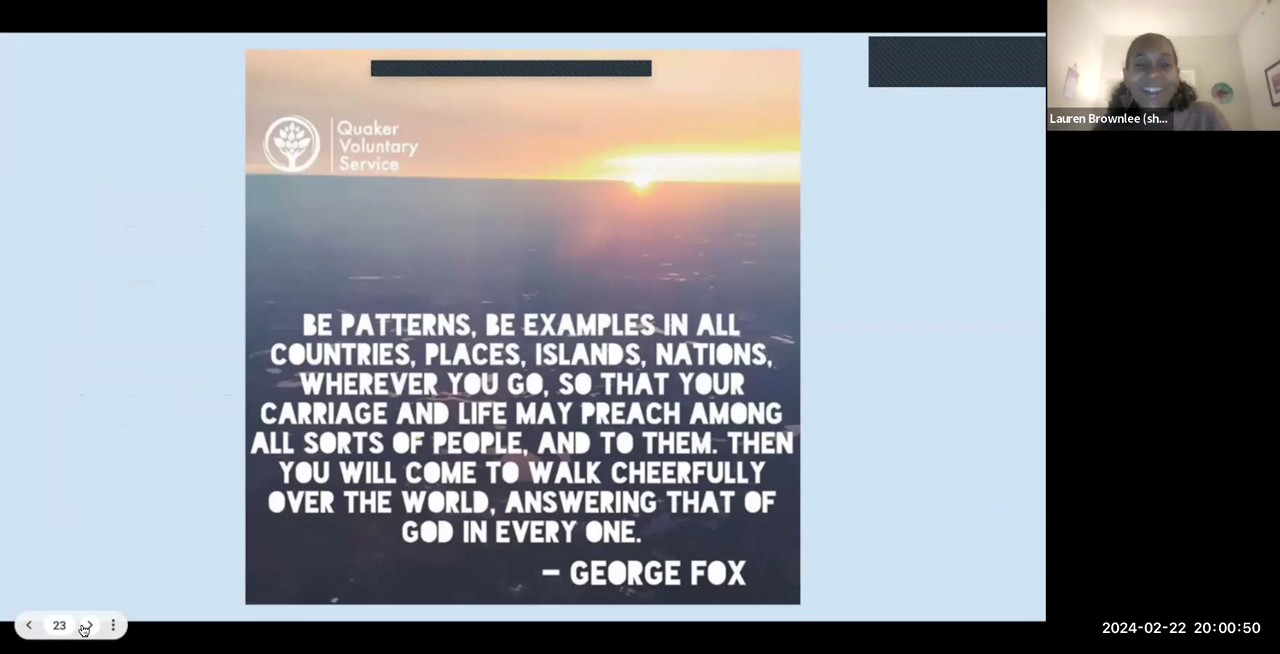 Quaker
Voluntary
Service
BE PATTERNS, BE EXAMPLES IN ALL
COUNTRIES, PLACES, ISLANDS, NATIONS,
WHEREVER YOU GO, SO THAT YOUR
CARRIAGE AND LIFE MAY PREACH AMONG
ALL SORTS OF PEOPLE, AND TO THEM. THEN
YOU WILL COME TO WALK CHEERFULLY
OVER THE WORLD, ANSWERING THAT OF
GOD IN EVERY ONE.
– GEORGE FOX
Lauren Brownlee (sh...
23
2024-02-22 20:00:50